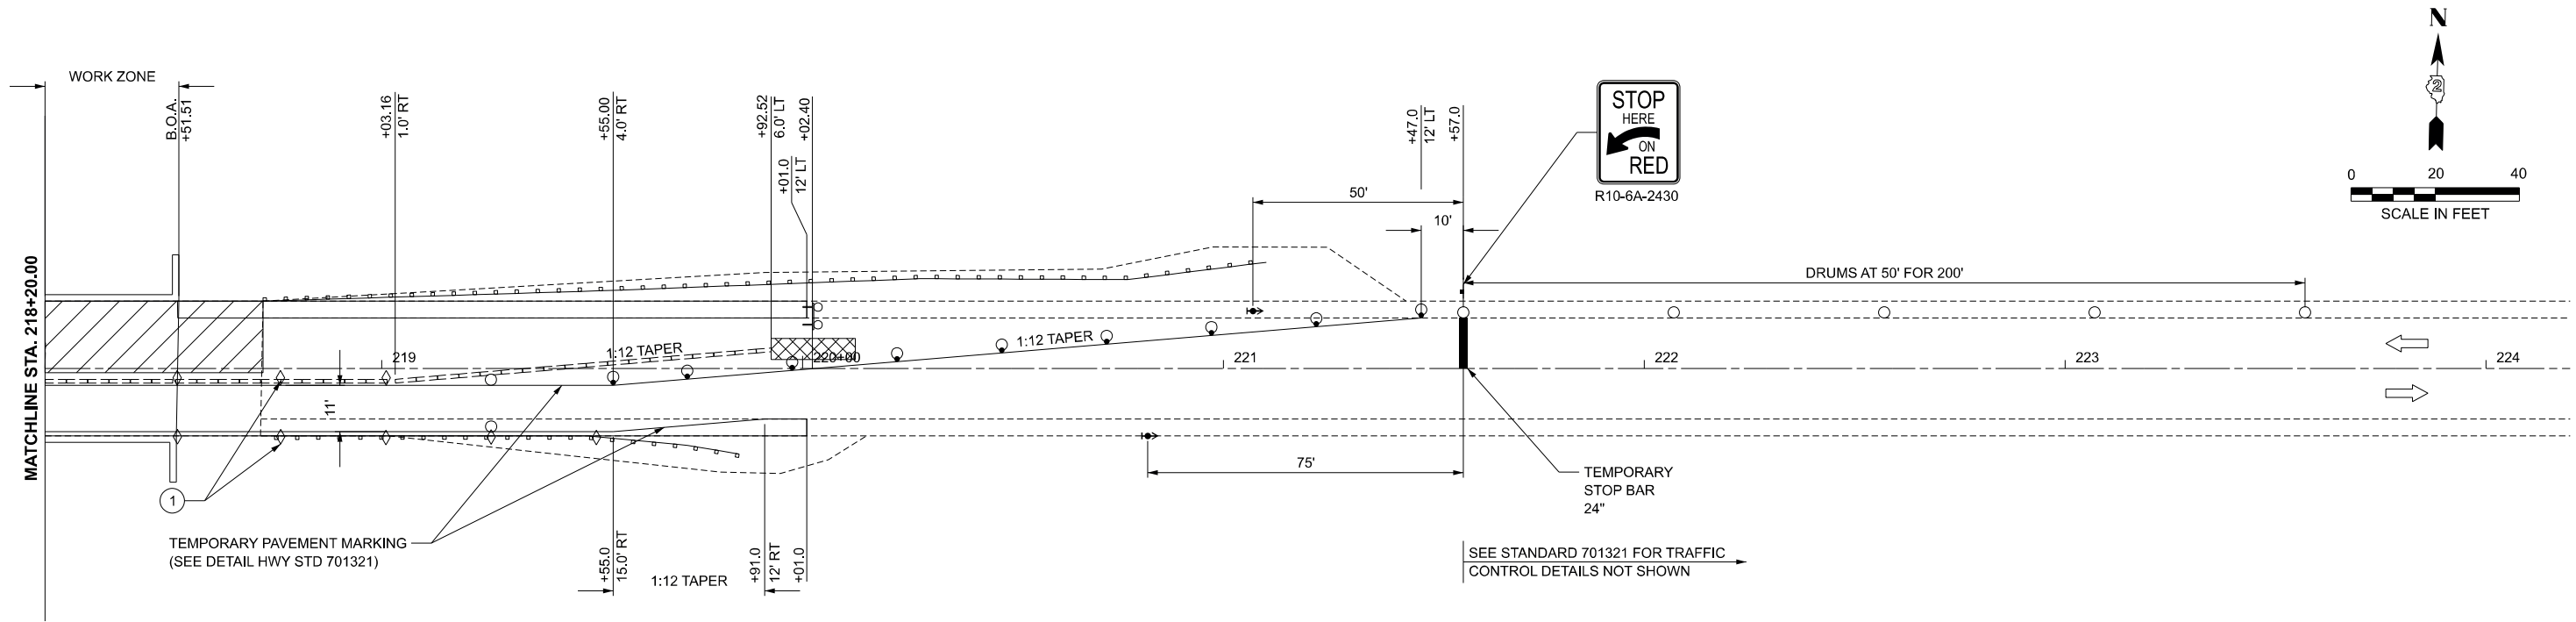 WORK ZONE
B.O.A.
+51.51
+03.16
1.0' RT
+55.00
4.0' RT
+92.52
6.0' LT
+02.40
+01.0
12' LT
+47.0
12' LT
+57.0
50'
10'
STOP
HERE
ON
RED
R10-6A-2430
N
2
0 20 40
SCALE IN FEET
DRUMS AT 50' FOR 200'
MATCHLINE STA. 218+20.00
1:12 TAPER
1:12 TAPER
219
220+00
221
222
223
224
11'
1
75'
TEMPORARY
STOP BAR
24"
TEMPORARY PAVEMENT MARKING
(SEE DETAIL HWY STD 701321)
+55.0
15.0' RT
1:12 TAPER
+91.0
12' RT
+01.0
SEE STANDARD 701321 FOR TRAFFIC
CONTROL DETAILS NOT SHOWN